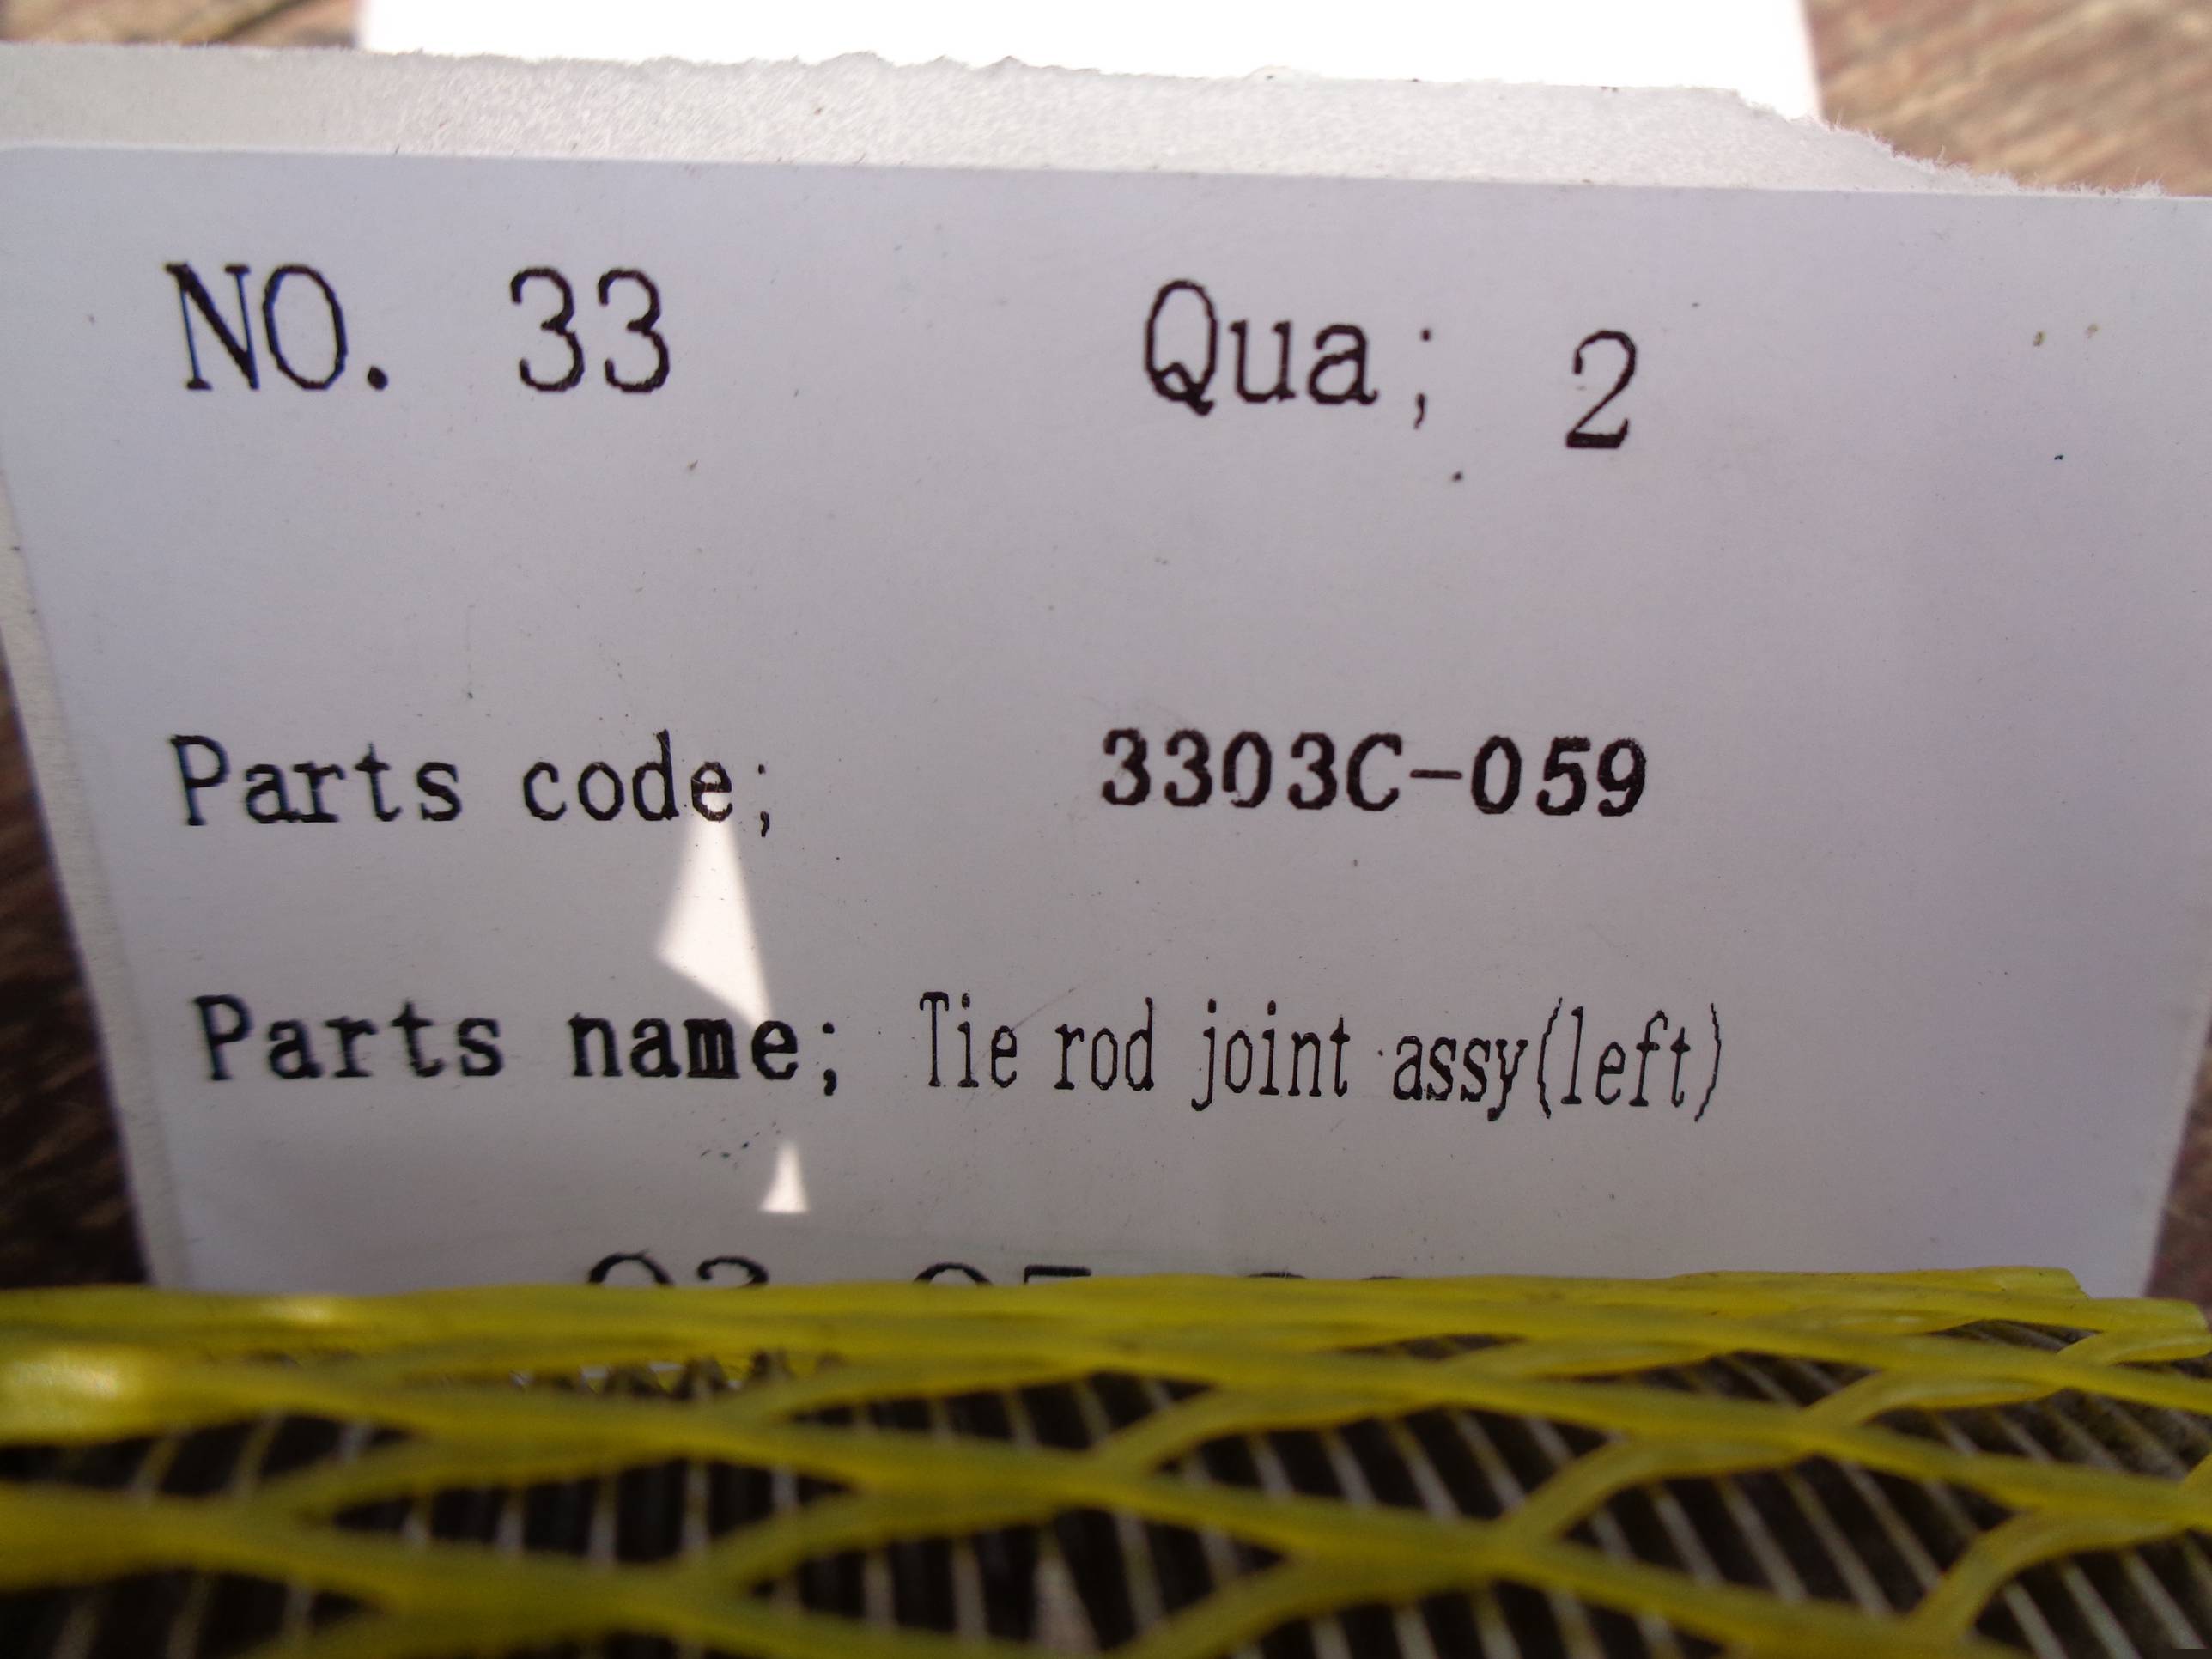 NO. 33 Qua; 2
Parts code; 3303C-059
Parts name; Tie rod joint assy(left)